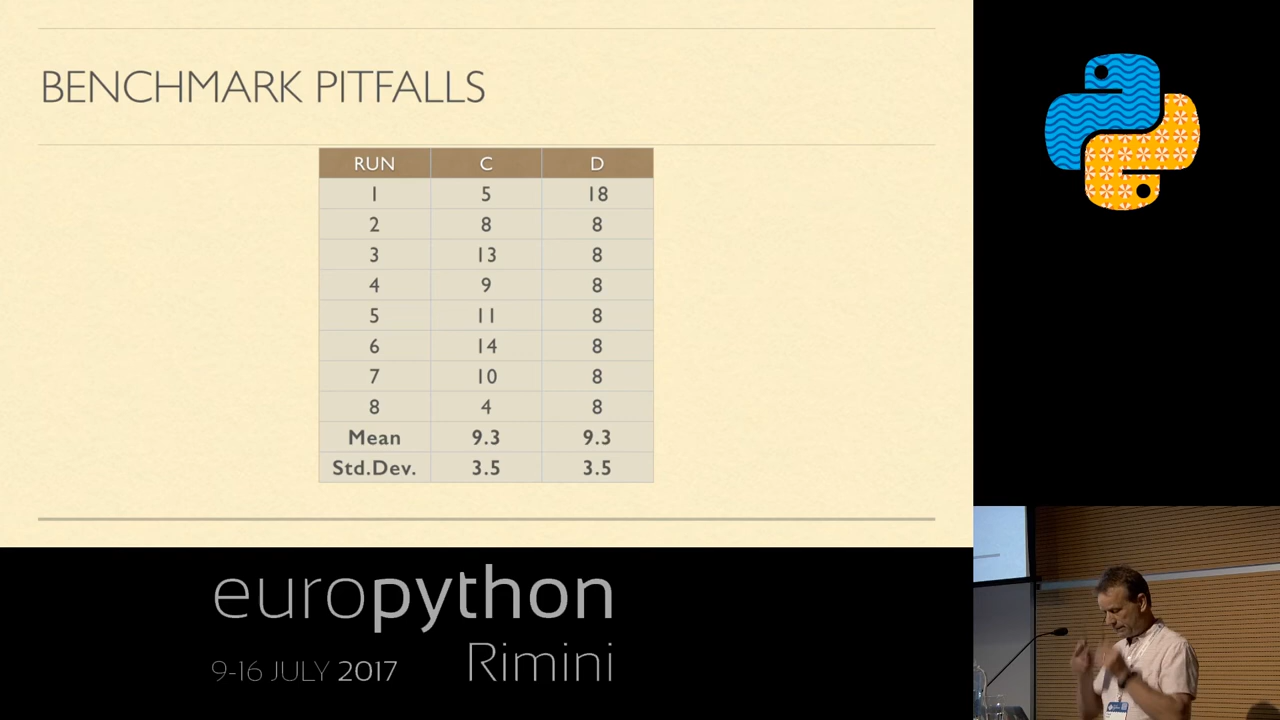 BENCHMARK PITFALLS
RUN C D
1 5 18
2 8 8
3 13 8
4 9 8
5 11 8
6 14 8
7 10 8
8 4 8
Mean 9.3 9.3
Std.Dev. 3.5 3.5
europython
9-16 JULY 2017 Rimini